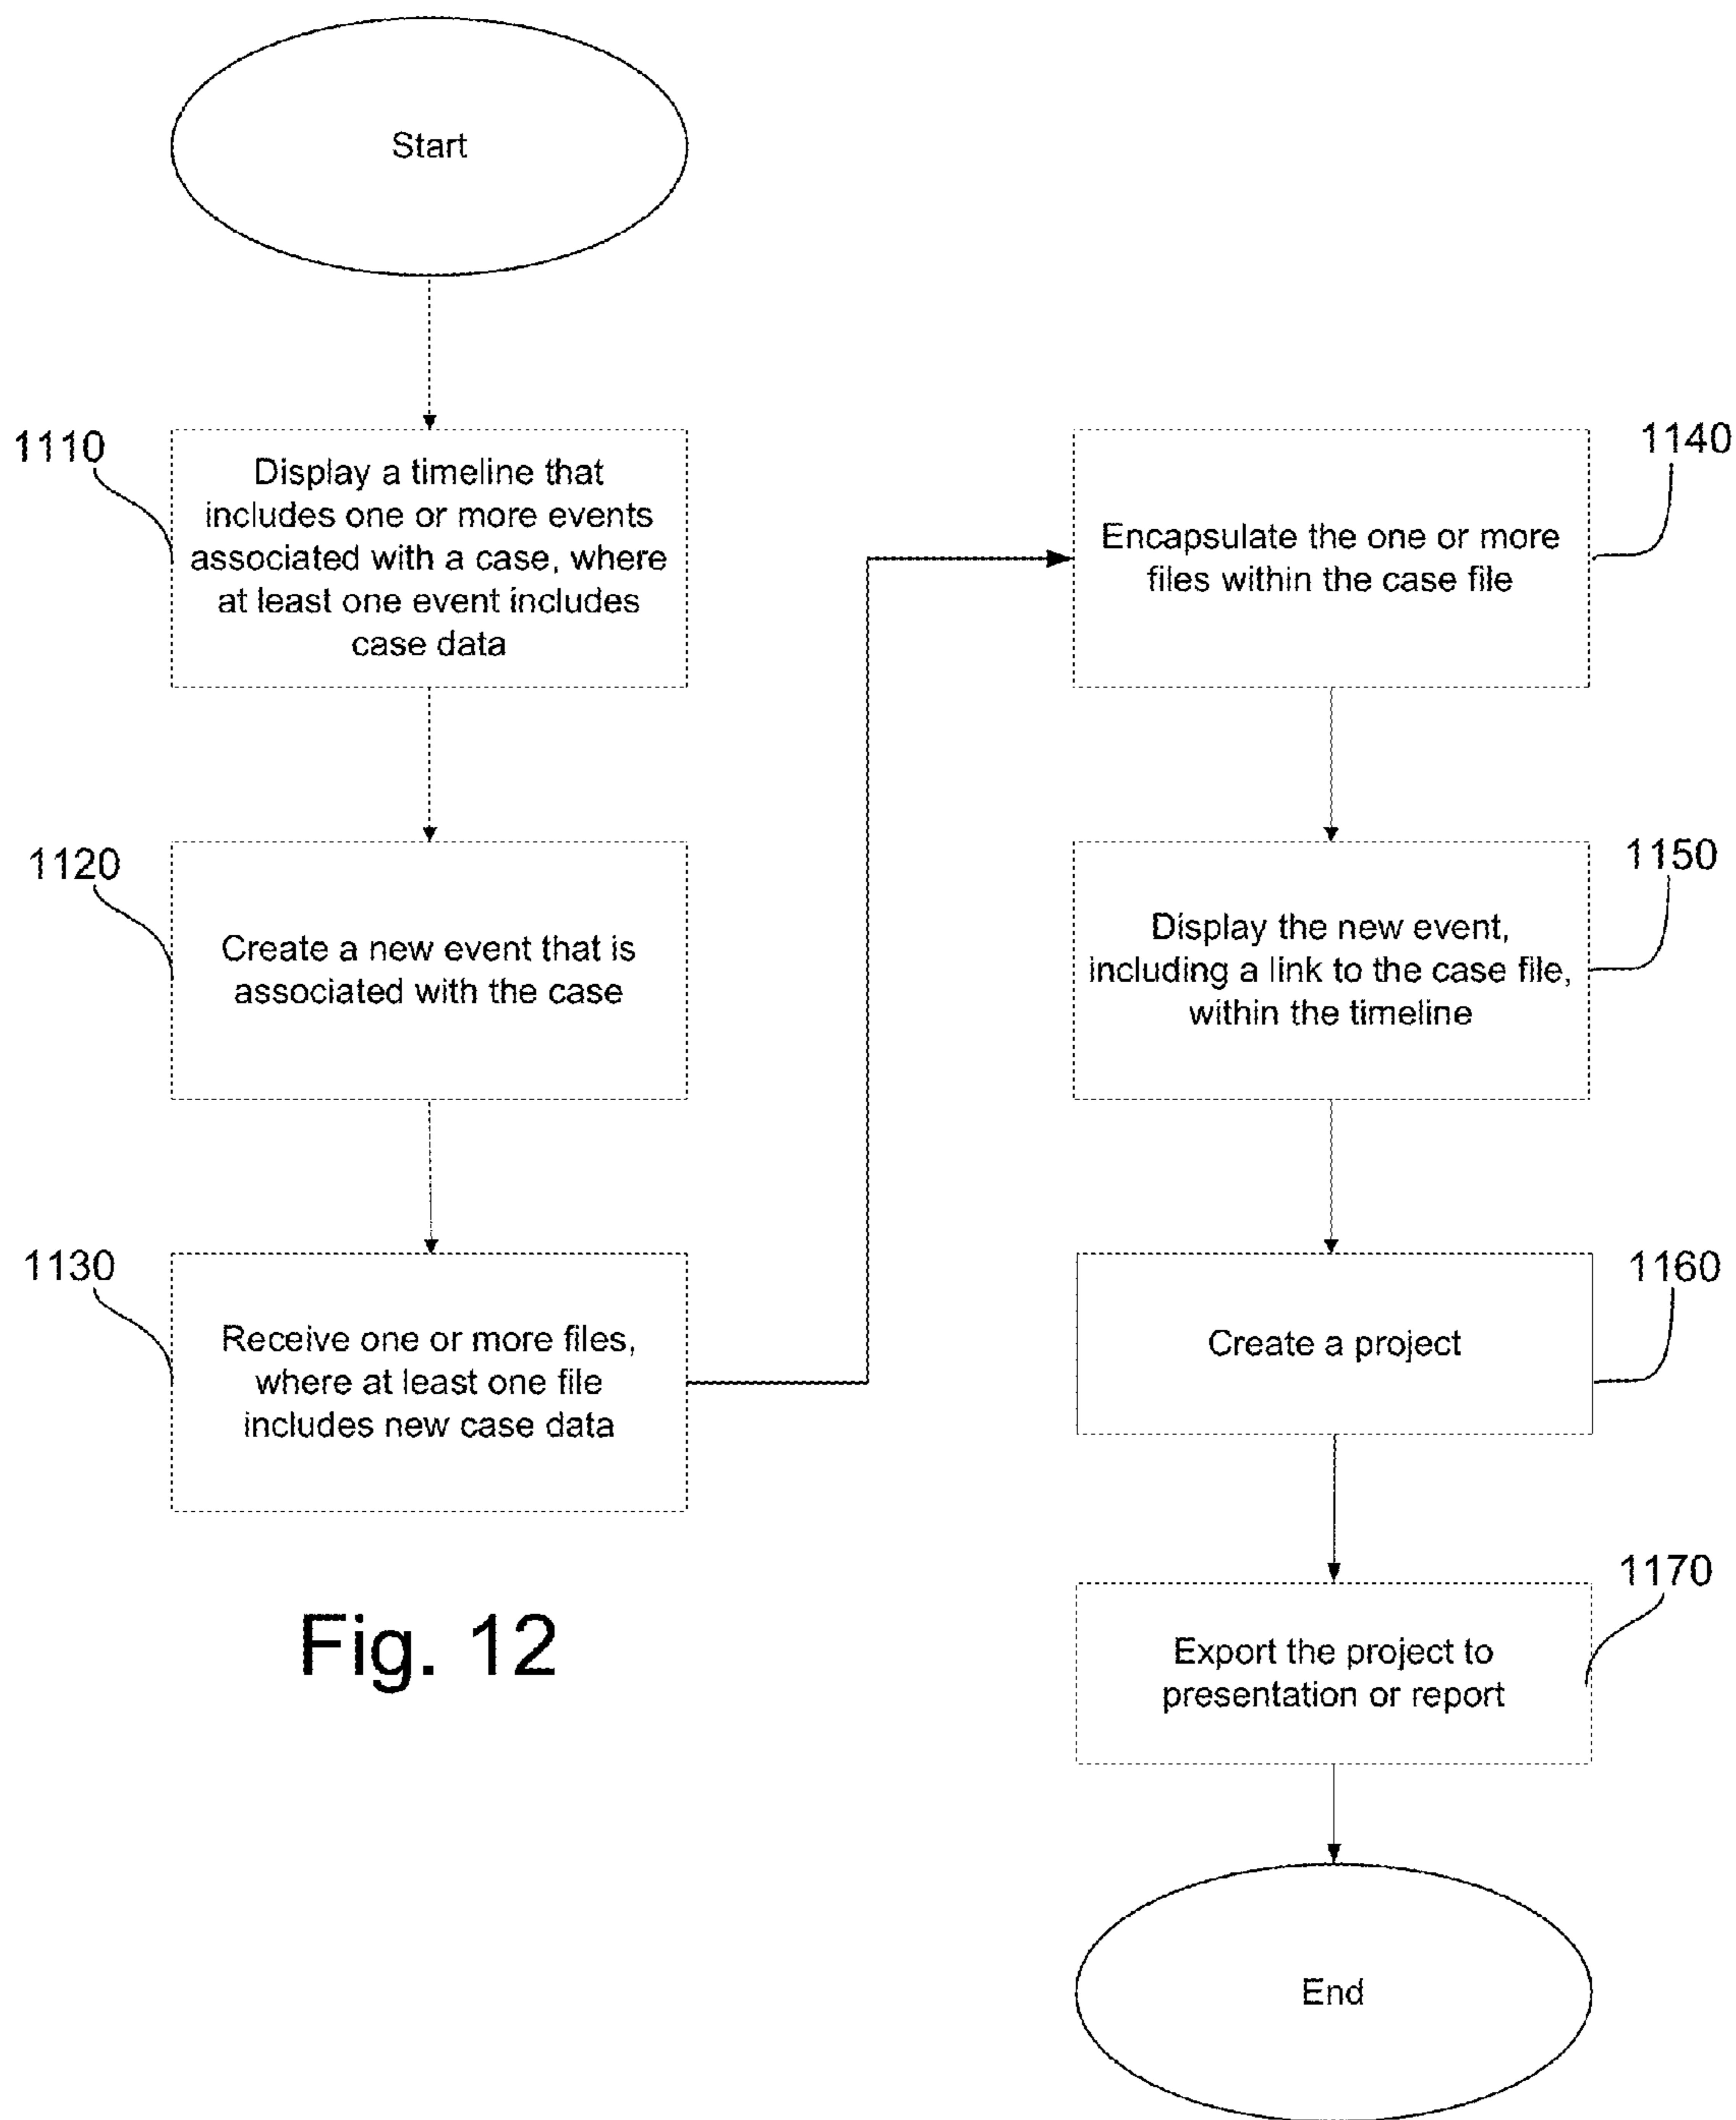 Start
1110
Display a timeline that
includes one or more events
associated with a case, where
at least one event includes
case data
1120
Create a new event that is
associated with the case
1130
Receive one or more files,
where at least one file
includes new case data
1140
Encapsulate the one or more
files within the case file
1150
Display the new event,
including a link to the case file,
within the timeline
1160
Create a project
1170
Export the project to
presentation or report
End
Fig. 12